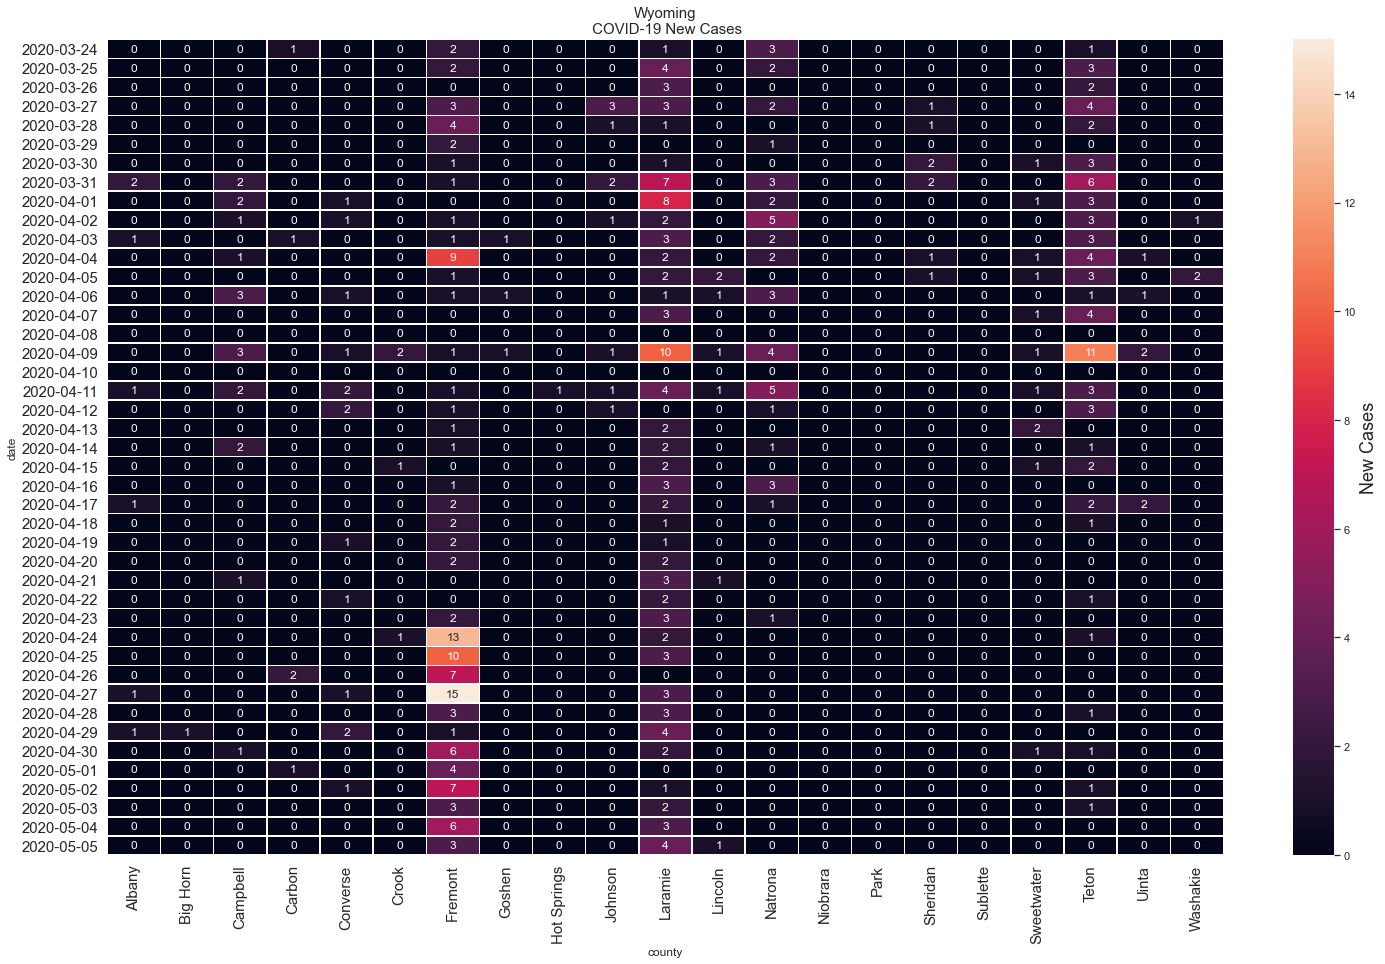 Wyoming
COVID-19 New Cases
2020-03-24 0 0 0 1 0 0 2 0 0 0 1 0 3 0 0 0 0 0 1 0 0
2020-03-25 0 0 0 0 0 0 2 0 0 0 4 0 2 0 0 0 0 0 3 0 0
2020-03-26 0 0 0 0 0 0 0 0 0 0 3 0 0 0 0 0 0 0 2 0 0
2020-03-27 0 0 0 0 0 0 3 0 0 3 3 0 2 0 0 1 0 0 4 0 0
2020-03-28 0 0 0 0 0 0 4 0 0 1 1 0 0 0 0 1 0 0 2 0 0
2020-03-29 0 0 0 0 0 0 2 0 0 0 0 0 1 0 0 0 0 0 0 0 0
2020-03-30 0 0 0 0 0 0 1 0 0 0 1 0 0 0 0 2 0 1 3 0 0
2020-03-31 2 0 2 0 0 0 1 0 0 2 7 0 3 0 0 2 0 0 6 0 0
2020-04-01 0 0 2 0 1 0 0 0 0 0 8 0 2 0 0 0 0 1 3 0 0
2020-04-02 0 0 1 0 1 0 1 0 0 1 2 0 5 0 0 0 0 0 3 0 1
2020-04-03 1 0 0 1 0 0 1 1 0 0 3 0 2 0 0 0 0 0 3 0 0
2020-04-04 0 0 1 0 0 0 9 0 0 0 2 0 2 0 0 1 0 1 4 1 0
2020-04-05 0 0 0 0 0 0 1 0 0 0 2 2 0 0 0 1 0 1 3 0 2
2020-04-06 0 0 3 0 1 0 1 1 0 0 1 1 3 0 0 0 0 0 1 1 0
2020-04-07 0 0 0 0 0 0 0 0 0 0 3 0 0 0 0 0 0 1 4 0 0
2020-04-08 0 0 0 0 0 0 0 0 0 0 0 0 0 0 0 0 0 0 0 0 0
2020-04-09 0 0 3 0 1 2 1 1 0 1 10 1 4 0 0 0 0 1 11 2 0
2020-04-10 0 0 0 0 0 0 0 0 0 0 0 0 0 0 0 0 0 0 0 0 0
2020-04-11 1 0 2 0 2 0 1 0 1 1 4 1 5 0 0 0 0 1 3 0 0
2020-04-12 0 0 0 0 2 0 1 0 0 1 0 0 1 0 0 0 0 0 3 0 0
2020-04-13 0 0 0 0 0 0 1 0 0 0 2 0 0 0 0 0 0 2 0 0 0
2020-04-14 0 0 2 0 0 0 1 0 0 0 2 0 1 0 0 0 0 0 1 0 0
2020-04-15 0 0 0 0 0 1 0 0 0 0 2 0 0 0 0 0 0 1 2 0 0
2020-04-16 0 0 0 0 0 0 1 0 0 0 3 0 3 0 0 0 0 0 0 0 0
2020-04-17 1 0 0 0 0 0 2 0 0 0 2 0 1 0 0 0 0 0 2 2 0
2020-04-18 0 0 0 0 0 0 2 0 0 0 1 0 0 0 0 0 0 0 1 0 0
2020-04-19 0 0 0 0 1 0 2 0 0 0 1 0 0 0 0 0 0 0 0 0 0
2020-04-20 0 0 0 0 0 0 2 0 0 0 2 0 0 0 0 0 0 0 0 0 0
2020-04-21 0 0 1 0 0 0 0 0 0 0 3 1 0 0 0 0 0 0 0 0 0
2020-04-22 0 0 0 0 1 0 0 0 0 0 2 0 0 0 0 0 0 0 1 0 0
2020-04-23 0 0 0 0 0 0 2 0 0 0 3 0 1 0 0 0 0 0 0 0 0
2020-04-24 0 0 0 0 0 1 13 0 0 0 2 0 0 0 0 0 0 0 1 0 0
2020-04-25 0 0 0 0 0 0 10 0 0 0 3 0 0 0 0 0 0 0 0 0 0
2020-04-26 0 0 0 2 0 0 7 0 0 0 0 0 0 0 0 0 0 0 0 0 0
2020-04-27 1 0 0 0 1 0 15 0 0 0 3 0 0 0 0 0 0 0 0 0 0
2020-04-28 0 0 0 0 0 0 3 0 0 0 3 0 0 0 0 0 0 0 1 0 0
2020-04-29 1 1 0 0 2 0 1 0 0 0 4 0 0 0 0 0 0 0 0 0 0
2020-04-30 0 0 1 0 0 0 6 0 0 0 2 0 0 0 0 0 0 1 1 0 0
2020-05-01 0 0 0 1 0 0 4 0 0 0 0 0 0 0 0 0 0 0 0 0 0
2020-05-02 0 0 0 0 1 0 7 0 0 0 1 0 0 0 0 0 0 0 1 0 0
2020-05-03 0 0 0 0 0 0 3 0 0 0 2 0 0 0 0 0 0 0 1 0 0
2020-05-04 0 0 0 0 0 0 6 0 0 0 3 0 0 0 0 0 0 0 0 0 0
2020-05-05 0 0 0 0 0 0 3 0 0 0 4 1 0 0 0 0 0 0 0 0 0
date
Albany Big Horn Campbell Carbon Converse Crook Fremont Goshen Hot Springs Johnson Laramie Lincoln Natrona Niobrara Park Sheridan Sublette Sweetwater Teton Uinta Washakie
county
14
12
10
8
6
4
2
0
New Cases